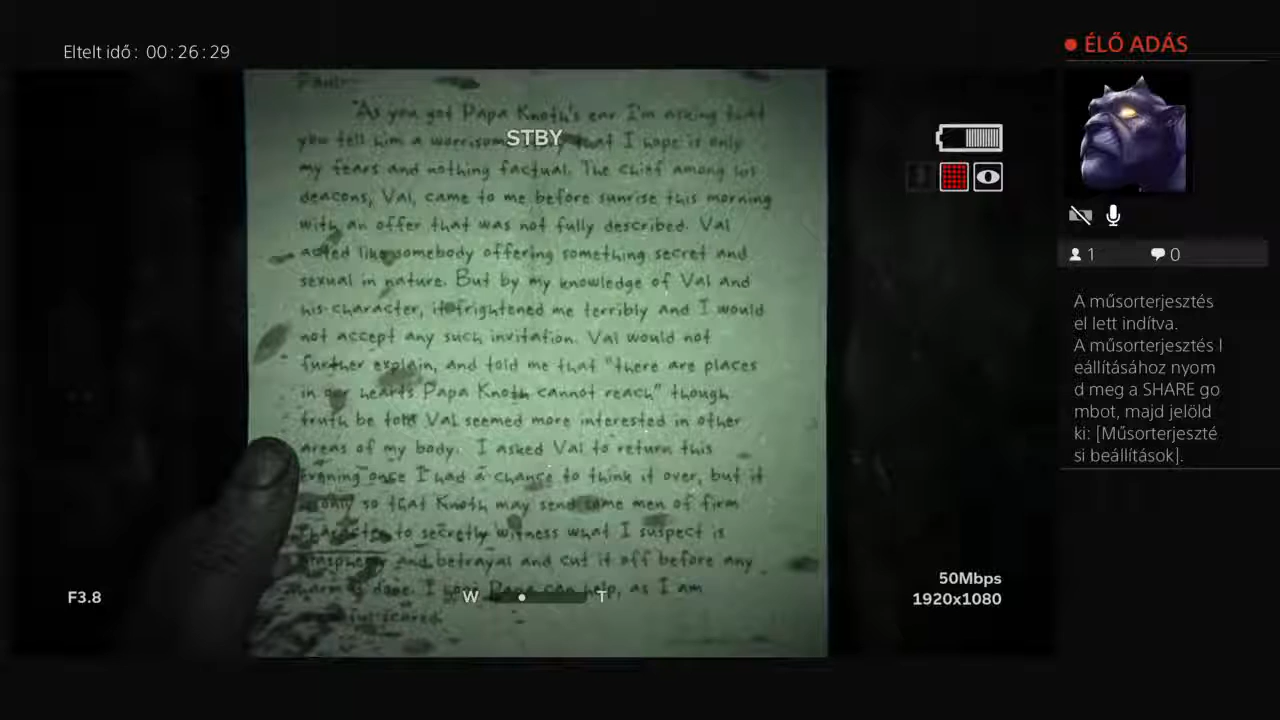 Eltelt idő: 00:26:29
ÉLŐ ADÁS
"As you got Papa Knoth's ear I'm asking that
you tell him a that I hope is only
my fears and nothing factual. The chief among his
deacons, Val, came to me before sunrise this morning
with an offer that was not fully described. Val
acted like somebody offering something secret and
sexual in nature. But by my knowledge of Val and
his character, it frightened me terribly and I would
not accept any such invitation. Val would not
further explain, and told me that "there are places
in our hearts Papa Knoth cannot reach" though
truth be told Val seemed more interested in other
areas of my body. I asked Val to return this
evening once I had a chance to think it over, but it
is only so that Knoth may send some men of firm
character to secretly witness what I suspect is
blasphemy and betrayal and cut it off before any
harm is done. I hope Papa can help, as I am
scared.
STBY
F3.8
W T
50Mbps
1920x1080
1 0
A műsorterjesztés
el lett indítva.
A műsorterjesztés l
eállításához nyom
d meg a SHARE go
mbot, majd jelöld
ki: [Műsorterjeszté
si beállítások].